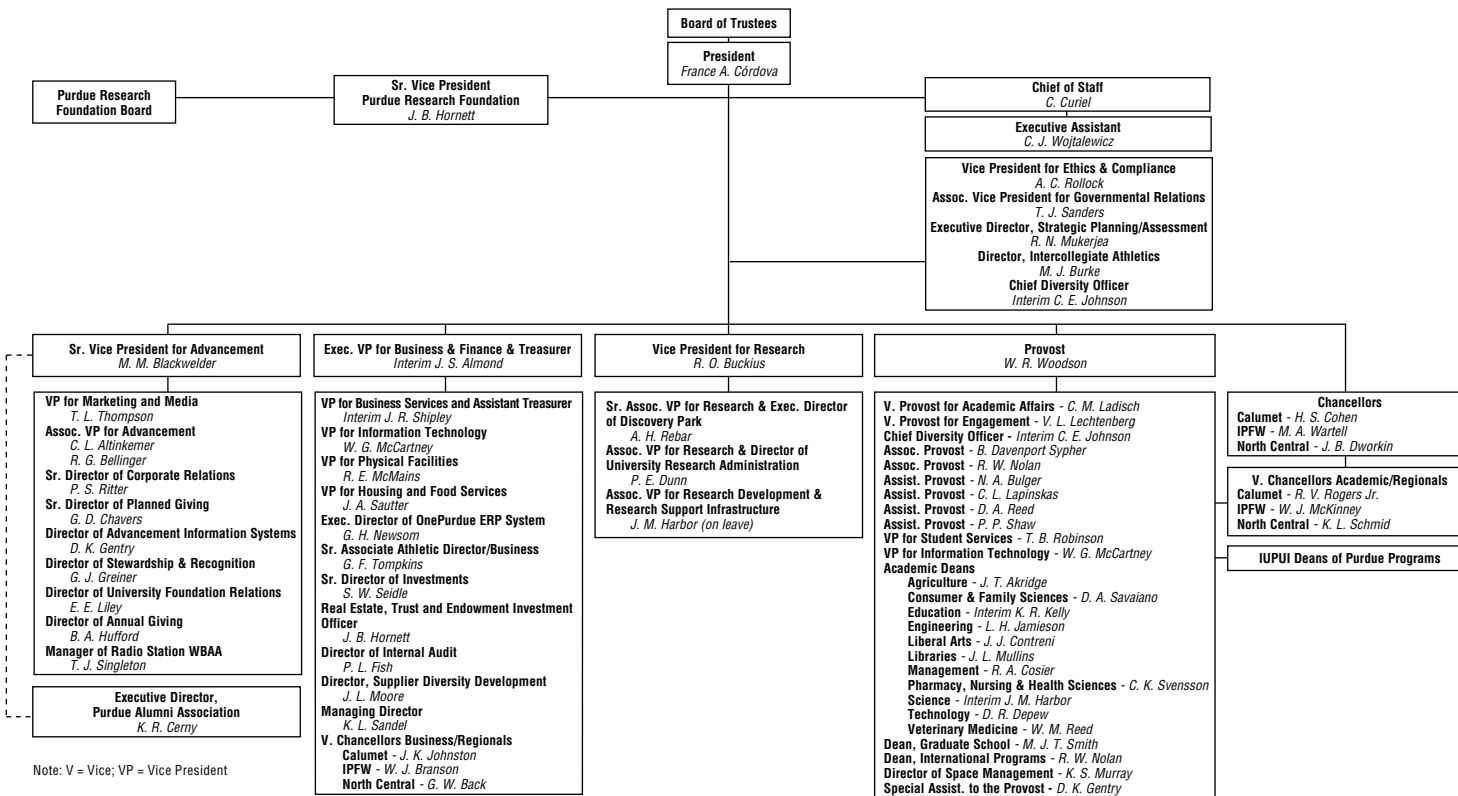 Board of Trustees
President
France A. Córdova
Purdue Research
Foundation Board
Sr. Vice President
Purdue Research Foundation
J. B. Hornett
Chief of Staff
C. Curiel
Executive Assistant
C. J. Wojtalewicz
Vice President for Ethics & Compliance
A. C. Rollock
Assoc. Vice President for Governmental Relations
T. J. Sanders
Executive Director, Strategic Planning/Assessment
R. N. Mukerjea
Director, Intercollegiate Athletics
M. J. Burke
Chief Diversity Officer
Interim C. E. Johnson
Sr. Vice President for Advancement
M. M. Blackwelder
VP for Marketing and Media
T. L. Thompson
Assoc. VP for Advancement
C. L. Altinkemer
R. G. Bellinger
Sr. Director of Corporate Relations
P. S. Ritter
Sr. Director of Planned Giving
G. D. Chavers
Director of Advancement Information Systems
D. K. Gentry
Director of Stewardship & Recognition
G. J. Greiner
Director of University Foundation Relations
E. E. Liley
Director of Annual Giving
B. A. Hufford
Manager of Radio Station WBAA
T. J. Singleton
Executive Director,
Purdue Alumni Association
K. R. Cerny
Note: V = Vice; VP = Vice President
Exec. VP for Business & Finance & Treasurer
Interim J. S. Almond
VP for Business Services and Assistant Treasurer
Interim J. R. Shipley
VP for Information Technology
W. G. McCartney
VP for Physical Facilities
R. E. McMains
VP for Housing and Food Services
J. A. Sautter
Exec. Director of OnePurdue ERP System
G. H. Newsom
Sr. Associate Athletic Director/Business
G. F. Tompkins
Sr. Director of Investments
S. W. Seidle
Real Estate, Trust and Endowment Investment
Officer
J. B. Hornett
Director of Internal Audit
P. L. Fish
Director, Supplier Diversity Development
J. L. Moore
Managing Director
K. L. Sandel
V. Chancellors Business/Regionals
Calumet - J. K. Johnston
IPFW - W. J. Branson
North Central - G. W. Back
Vice President for Research
R. O. Buckius
Sr. Assoc. VP for Research & Exec. Director
of Discovery Park
A. H. Rebar
Assoc. VP for Research & Director of
University Research Administration
P. E. Dunn
Assoc. VP for Research Development &
Research Support Infrastructure
J. M. Harbor (on leave)
Provost
W. R. Woodson
V. Provost for Academic Affairs - C. M. Ladisch
V. Provost for Engagement - V. L. Lechtenberg
Chief Diversity Officer - Interim C. E. Johnson
Assoc. Provost - B. Davenport Sypher
Assoc. Provost - R. W. Nolan
Assist. Provost - N. A. Bulger
Assist. Provost - C. L. Lapinskas
Assist. Provost - D. A. Reed
Assist. Provost - P. P. Shaw
VP for Student Services - T. B. Robinson
VP for Information Technology - W. G. McCartney
Academic Deans
Agriculture - J. T. Akridge
Consumer & Family Sciences - D. A. Savaiano
Education - Interim K. R. Kelly
Engineering - L. H. Jamieson
Liberal Arts - J. J. Contreni
Libraries - J. L. Mullins
Management - R. A. Cosier
Pharmacy, Nursing & Health Sciences - C. K. Svensson
Science - Interim J. M. Harbor
Technology - D. R. Depew
Veterinary Medicine - W. M. Reed
Dean, Graduate School - M. J. T. Smith
Dean, International Programs - R. W. Nolan
Director of Space Management - K. S. Murray
Special Assist. to the Provost - D. K. Gentry
Chancellors
Calumet - H. S. Cohen
IPFW - M. A. Wartell
North Central - J. B. Dworkin
V. Chancellors Academic/Regionals
Calumet - R. V. Rogers Jr.
IPFW - W. J. McKinney
North Central - K. L. Schmid
IUPUI Deans of Purdue Programs